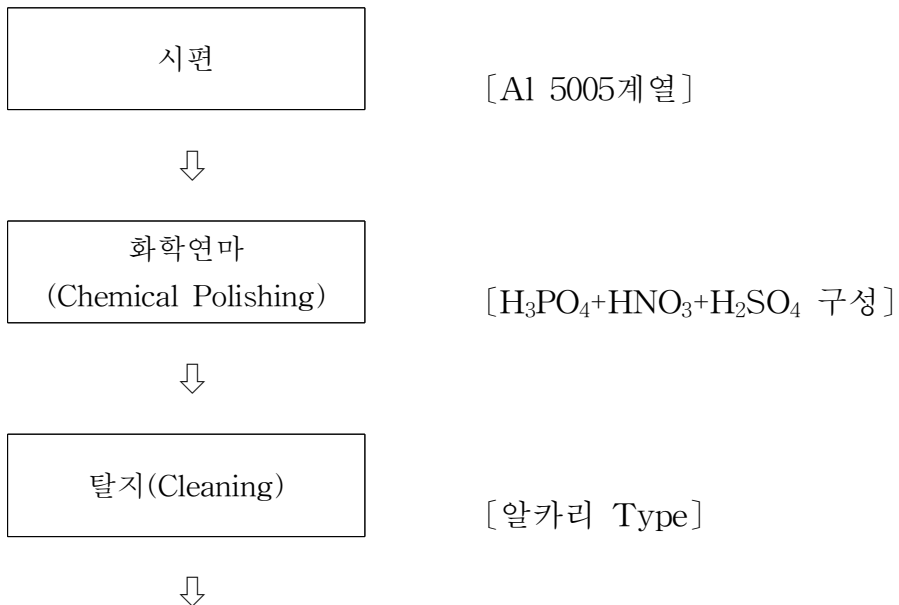 시편
[Al 5005계열]
⇩
화학연마
(Chemical Polishing)
[H₃PO₄+HNO₃+H₂SO₄ 구성]
⇩
탈지(Cleaning)
[알카리 Type]
⇩